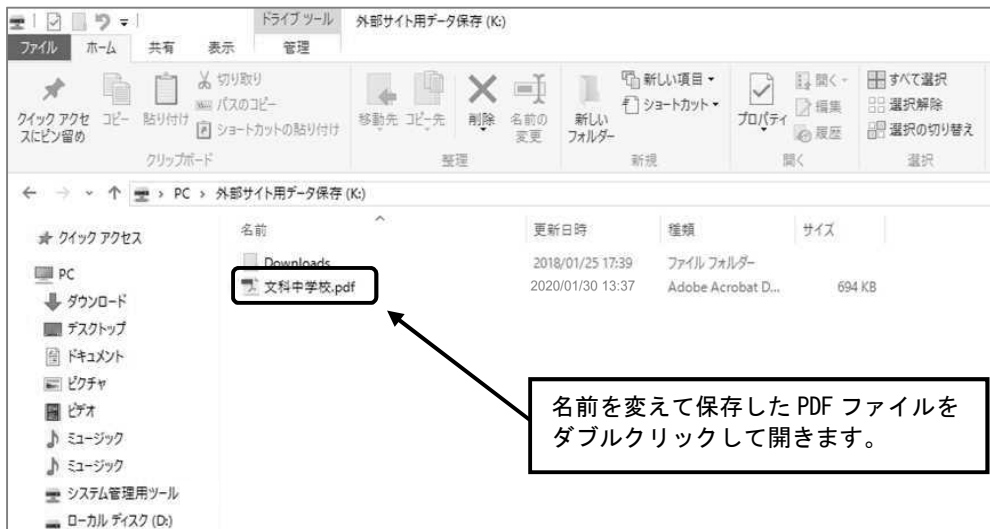 ドライブ ツール 外部サイト用データ保存 (K:)
ファイル ホーム 共有 表示 管理
クイック アクセ
スにピン留め
コピー
貼り付け
切り取り
パスのコピー
ショートカットの貼り付け
クリップボード
移動先 コピー先 削除 名前の
変更
整理
新しい
フォルダー
新しい項目
ショートカット
新規
プロパティ
開く
編集
履歴
開く
すべて選択
選択解除
選択の切り替え
選択
PC › 外部サイト用データ保存 (K:)
名前 更新日時 種類 サイズ
Downloads 2018/01/25 17:39 ファイル フォルダー
文科中学校.pdf 2020/01/30 13:37 Adobe Acrobat D... 694 KB
クイック アクセス
PC
ダウンロード
デスクトップ
ドキュメント
ピクチャ
ビデオ
ミュージック
ミュージック
システム管理用ツール
ローカル ディスク (D:)
名前を変えて保存した PDF ファイルを
ダブルクリックして開きます。